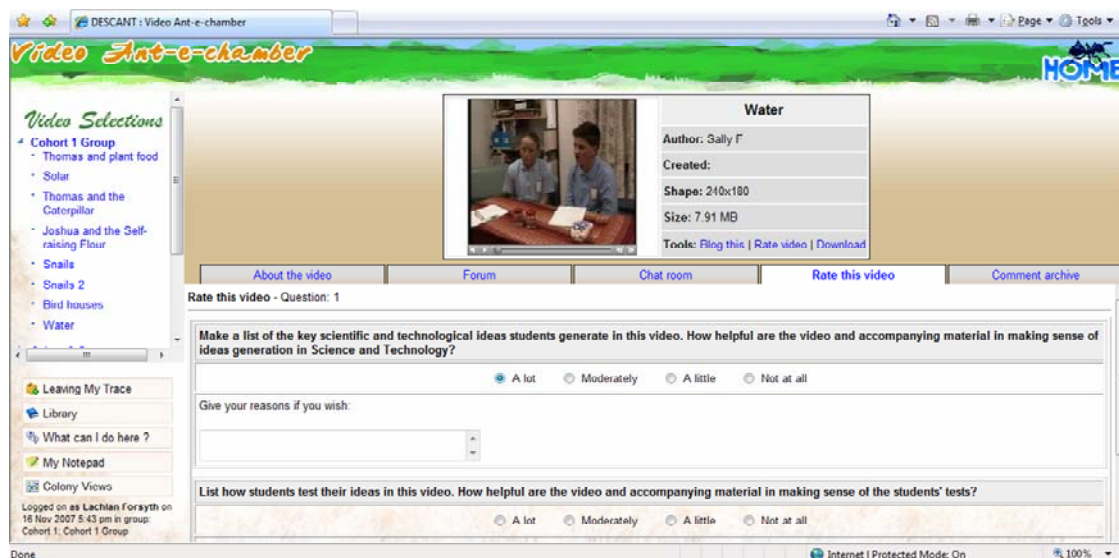 DESCANT : Video Ant-e-chamber
Page
Tools
Video Ant-e-chamber
HOME
Video Selections
Cohort 1 Group
Thomas and plant food
Solar
Thomas and the
Caterpillar
Joshua and the Self-
raising Flour
Snails
Snails 2
Bird houses
Water
Leaving My Trace
Library
What can I do here ?
My Notepad
Colony Views
Logged on as Lachlan Forsyth on
16 Nov 2007 5:43 pm in group:
Cohort 1: Cohort 1 Group
Water
Author: Sally F
Created:
Shape: 240x180
Size: 7.91 MB
Tools: Blog this | Rate video | Download
About the video
Forum
Chat room
Rate this video
Comment archive
Rate this video - Question: 1
Make a list of the key scientific and technological ideas students generate in this video. How helpful are the video and accompanying material in making sense of
ideas generation in Science and Technology?
A lot Moderately A little Not at all
Give your reasons if you wish:
List how students test their ideas in this video. How helpful are the video and accompanying material in making sense of the students' tests?
A lot Moderately A little Not at all
Done
Internet | Protected Mode: On
100%